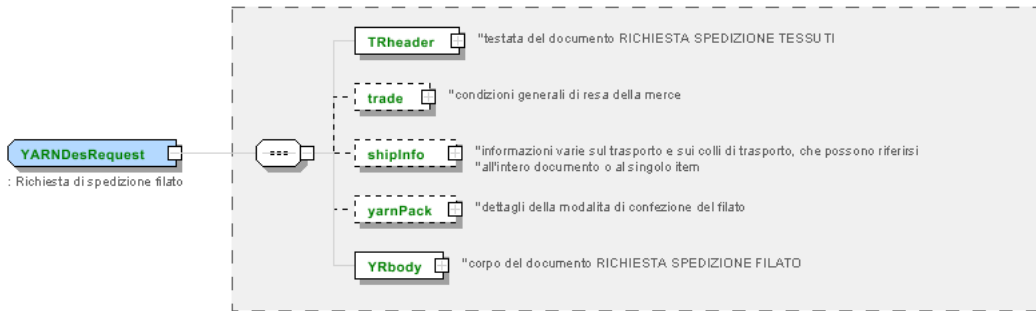 TRheader
"testata del documento RICHIESTA SPEDIZIONE TESSUTI
trade
"condizioni generali di resa della merce
YARNDesRequest
: Richiesta di spedizione filato
shipInfo
"informazioni varie sul trasporto e sui colli di trasporto, che possono riferirsi
"all'intero documento o al singolo item
yarnPack
"dettagli della modalita di confezione del filato
YRbody
"corpo del documento RICHIESTA SPEDIZIONE FILATO